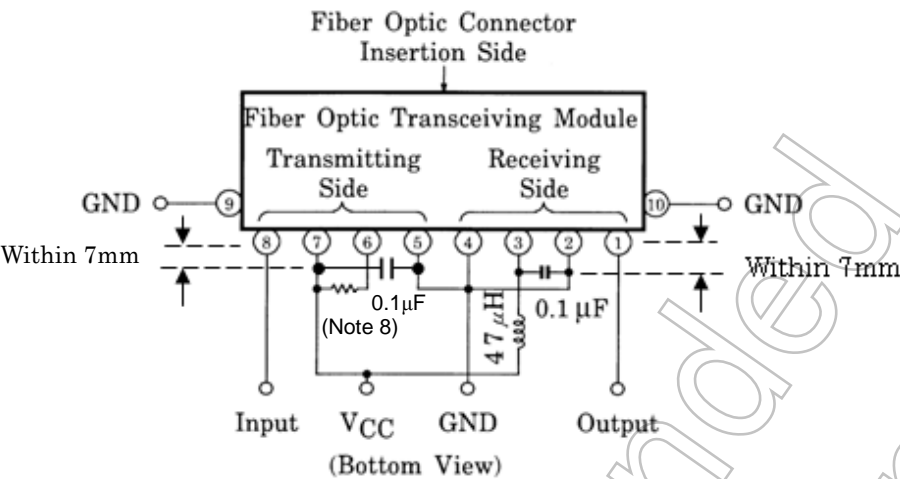 Fiber Optic Connector
Insertion Side
Fiber Optic Transceiving Module
Transmitting
Side
Receiving
Side
GND
9
10
GND
8
7
6
5
4
3
2
1
Within 7mm
Within 7mm
0.1μF
(Note 8)
47μH
0.1 μF
Input
VCC
GND
Output
(Bottom View)
nded